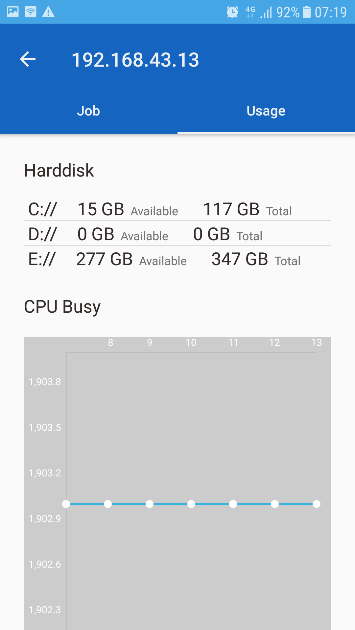 4G 92% 07:19
192.168.43.13
Job Usage
Harddisk
C:// 15 GB Available 117 GB Total
D:// 0 GB Available 0 GB Total
E:// 277 GB Available 347 GB Total
CPU Busy
8 9 10 11 12 13
1,903.8
1,903.5
1,903.2
1,902.9
1,902.6
1,902.3